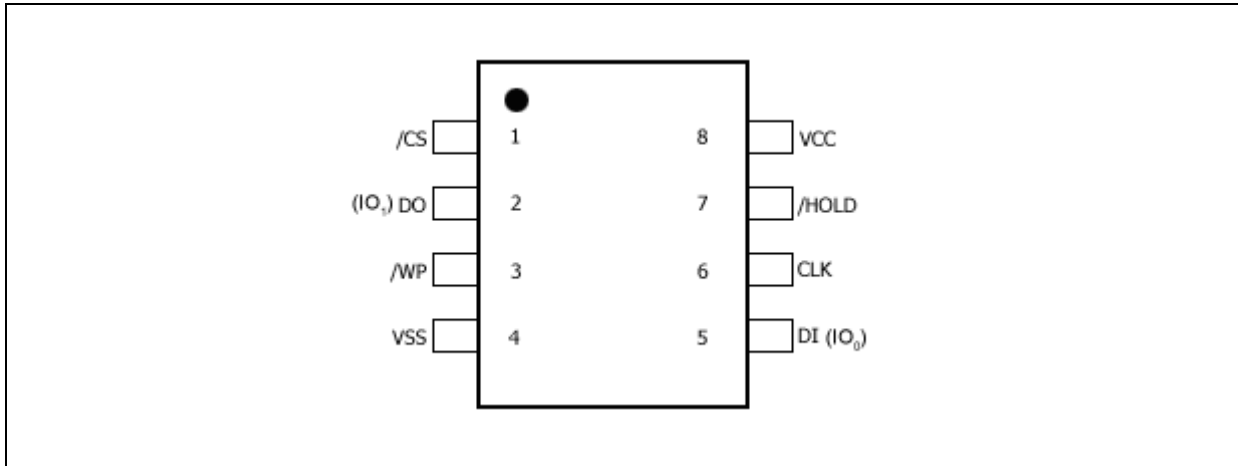 /CS 1 8 VCC
(IO₁) DO 2 7 /HOLD
/WP 3 6 CLK
VSS 4 5 DI (IO₀)